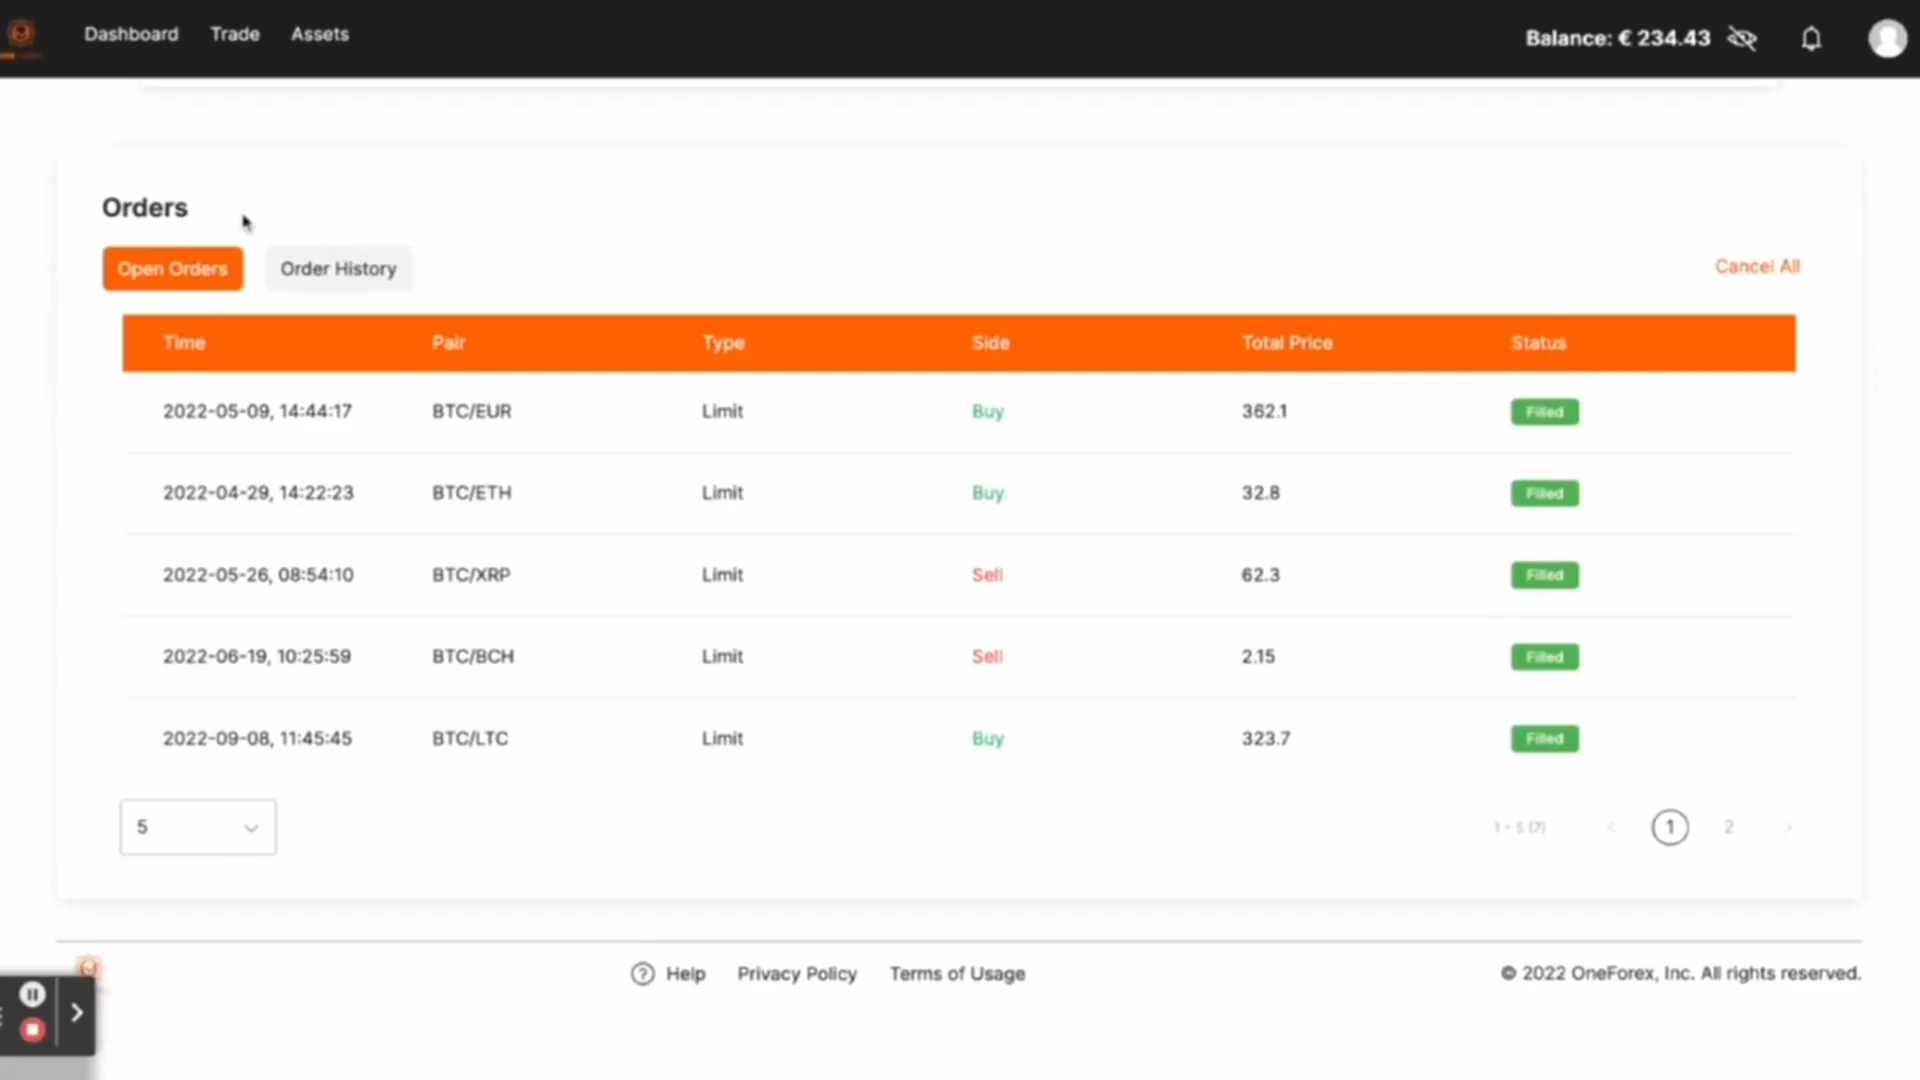 Dashboard Trade Assets Balance: € 234.43
Orders
Open Orders Order History Cancel All
Time Pair Type Side Total Price Status
2022-05-09, 14:44:17 BTC/EUR Limit Buy 362.1 Filled
2022-04-29, 14:22:23 BTC/ETH Limit Buy 32.8 Filled
2022-05-26, 08:54:10 BTC/XRP Limit Sell 62.3 Filled
2022-06-19, 10:25:59 BTC/BCH Limit Sell 2.15 Filled
2022-09-08, 11:45:45 BTC/LTC Limit Buy 323.7 Filled
5 1 - 5 (7) 1 2
Help Privacy Policy Terms of Usage © 2022 OneForex, Inc. All rights reserved.